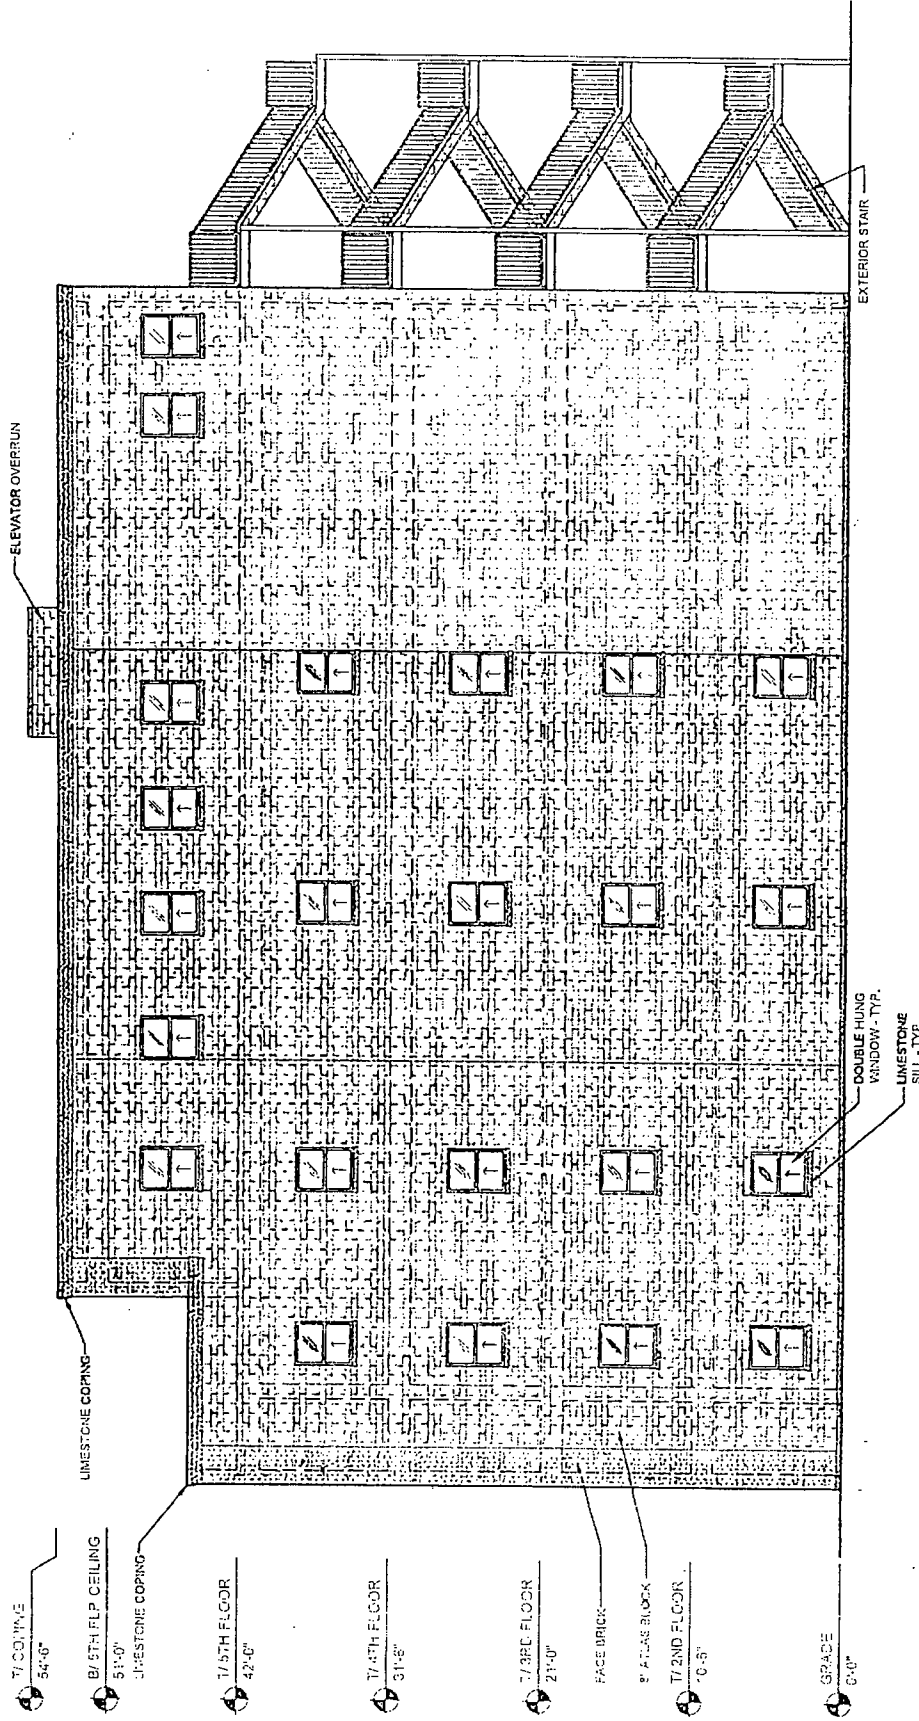 T/ COPING
54'-6"
B/ 5TH FLR CEILING
51'-0"
LIMESTONE COPING
LIMESTONE COPING
T/ 5TH FLOOR
42'-0"
T/ 4TH FLOOR
31'-6"
T/ 3RD FLOOR
21'-0"
FACE BRICK
8" ATLAS BLOCK
T/ 2ND FLOOR
10'-6"
GRADE
0'-0"
ELEVATOR OVERRUN
DOUBLE HUNG
WINDOW - TYP.
LIMESTONE
SILL - TYP.
EXTERIOR STAIR